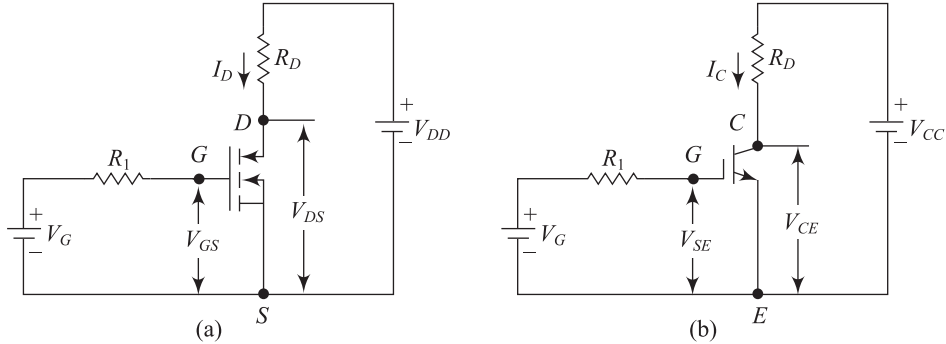 R_D
I_D
D
+
V_DD
−
R_1
G
+
V_G
−
V_GS
V_DS
S
(a)
R_D
I_C
C
+
V_CC
−
R_1
G
+
V_G
−
V_SE
V_CE
E
(b)